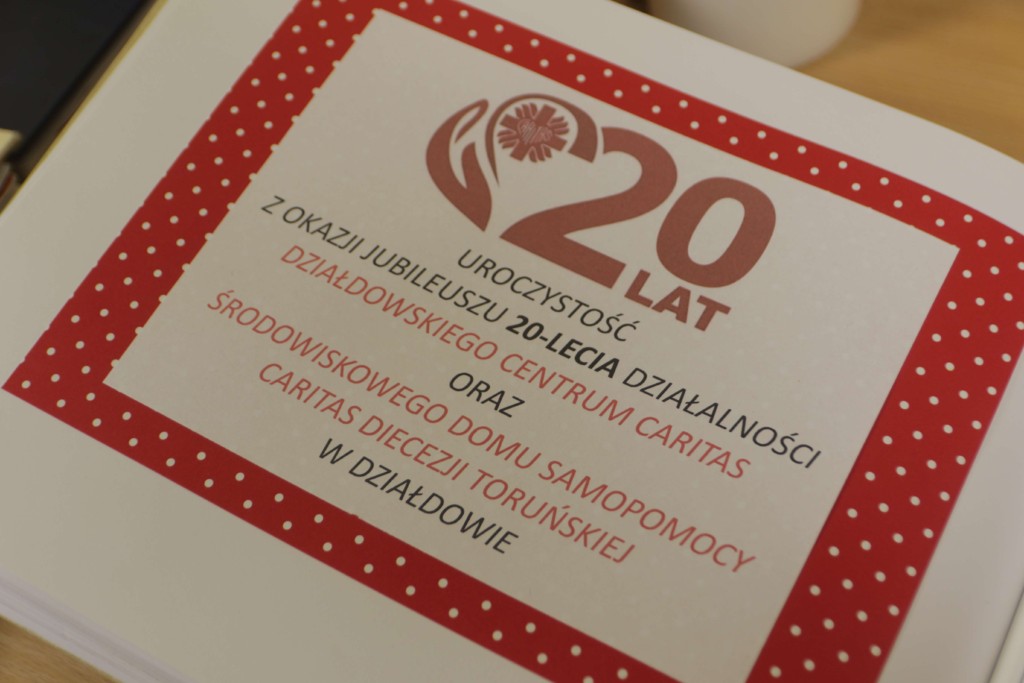 20
LAT
UROCZYSTOŚĆ
Z OKAZJI JUBILEUSZU 20-LECIA DZIAŁALNOŚCI
DZIAŁDOWSKIEGO CENTRUM CARITAS
ORAZ
ŚRODOWISKOWEGO DOMU SAMOPOMOCY
CARITAS DIECEZJI TORUŃSKIEJ
W DZIAŁDOWIE